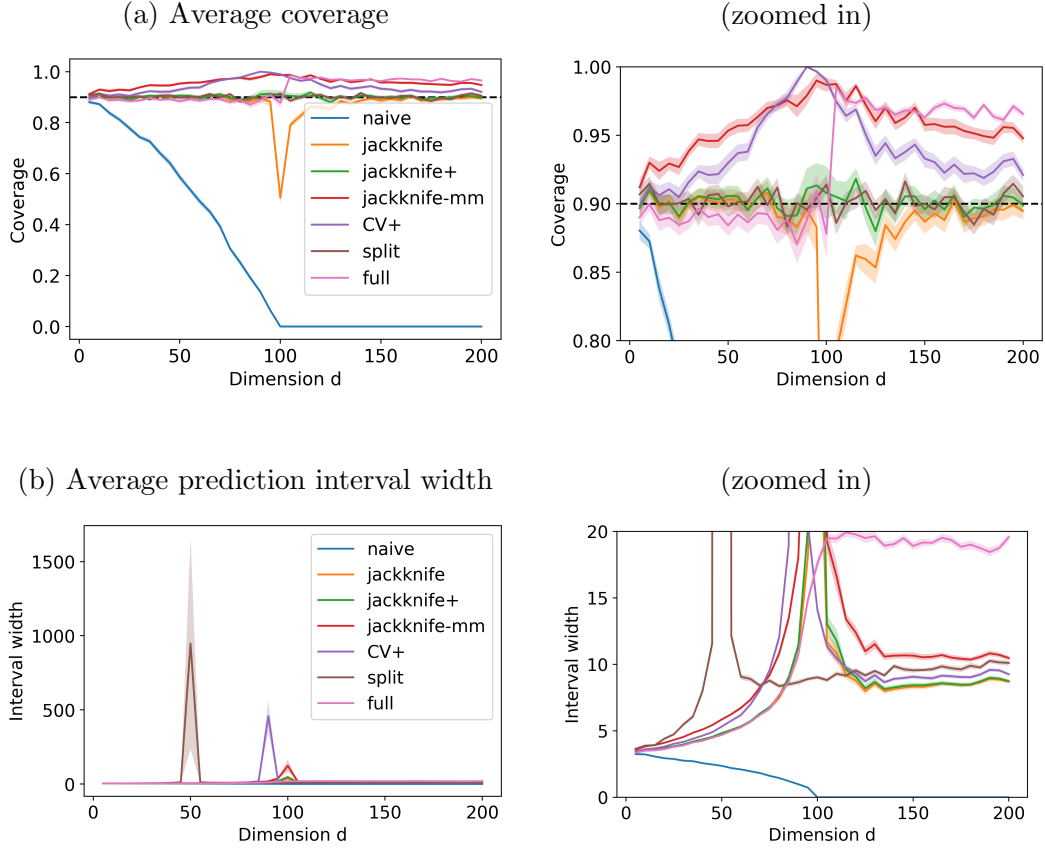 (a) Average coverage
(zoomed in)
1.0
0.8
0.6
0.4
0.2
0.0
Coverage
naive
jackknife
jackknife+
jackknife-mm
CV+
split
full
0
50
100
150
200
Dimension d
1.00
0.95
0.90
0.85
0.80
Coverage
0
50
100
150
200
Dimension d
(b) Average prediction interval width
(zoomed in)
1500
1000
500
0
Interval width
naive
jackknife
jackknife+
jackknife-mm
CV+
split
full
0
50
100
150
200
Dimension d
20
15
10
5
0
Interval width
0
50
100
150
200
Dimension d